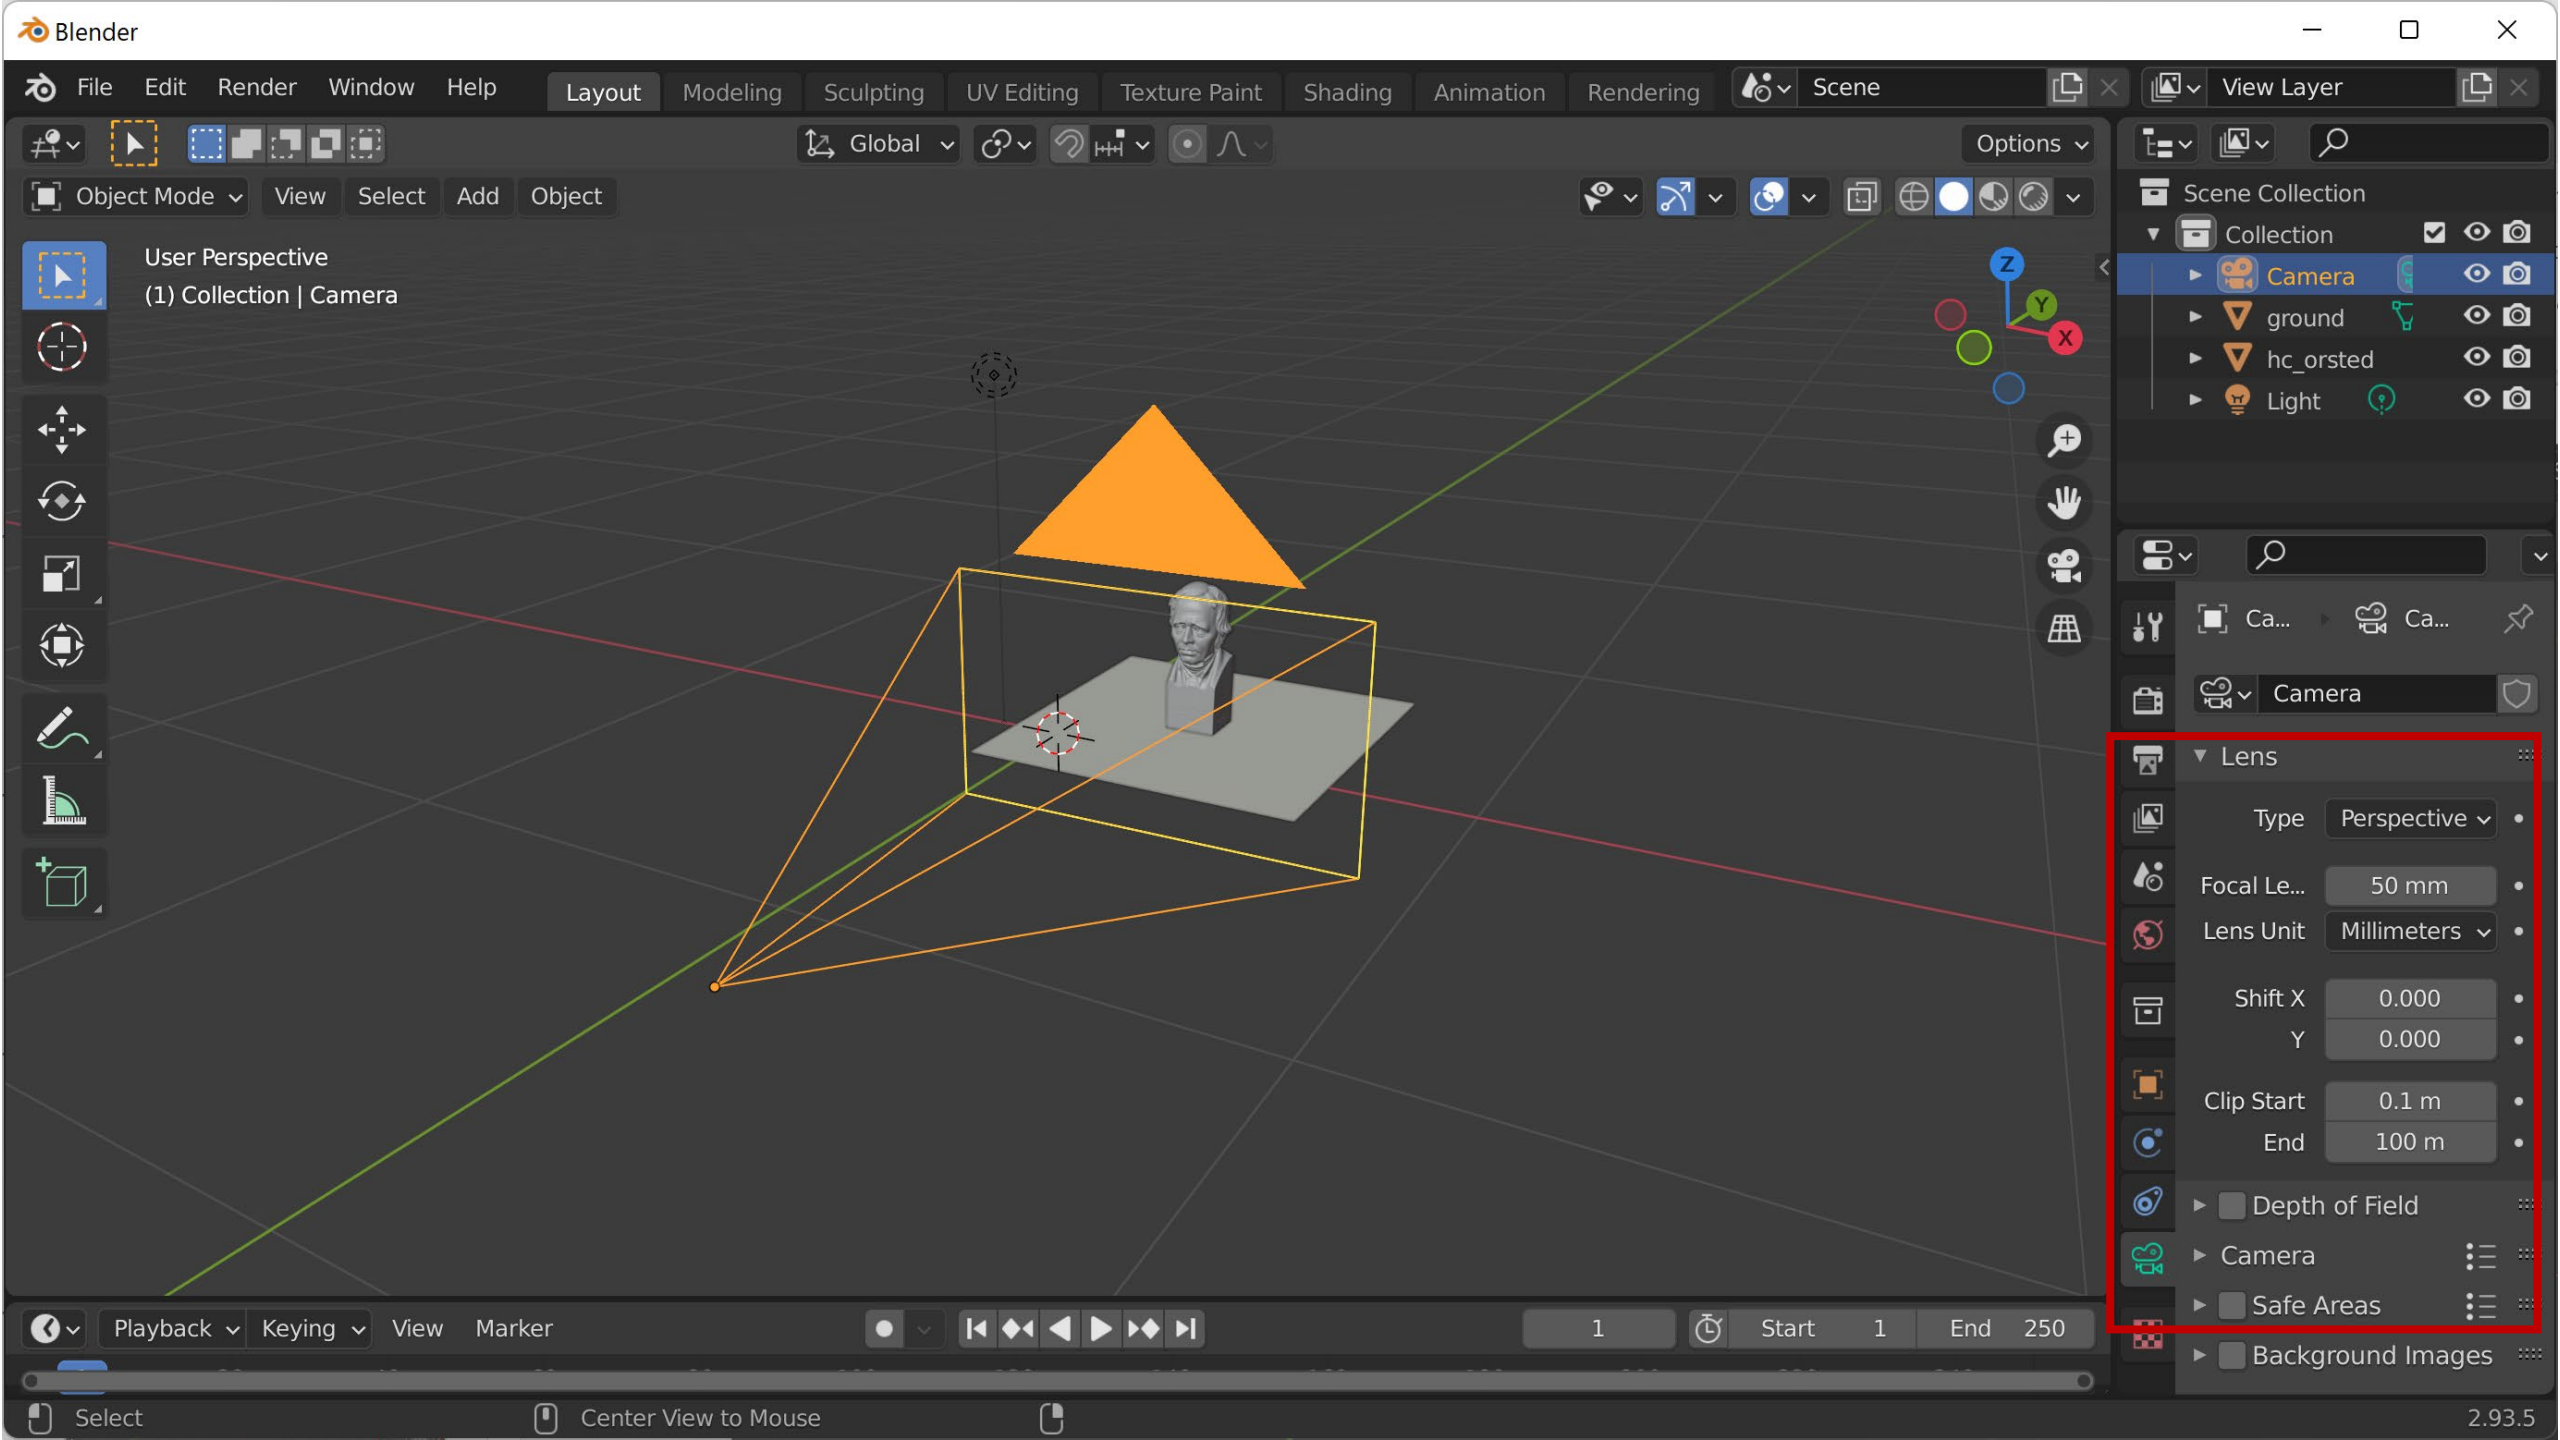 Blender
File Edit Render Window Help Layout Modeling Sculpting UV Editing Texture Paint Shading Animation Rendering Scene View Layer
Global Options
Object Mode View Select Add Object
User Perspective
(1) Collection | Camera
Z
Y
X
Scene Collection
Collection
Camera
ground
hc_orsted
Light
Ca... Ca...
Camera
Lens
Type Perspective
Focal Le... 50 mm
Lens Unit Millimeters
Shift X 0.000
Y 0.000
Clip Start 0.1 m
End 100 m
Depth of Field
Camera
Safe Areas
Background Images
Playback Keying View Marker 1 Start 1 End 250
Select Center View to Mouse 2.93.5